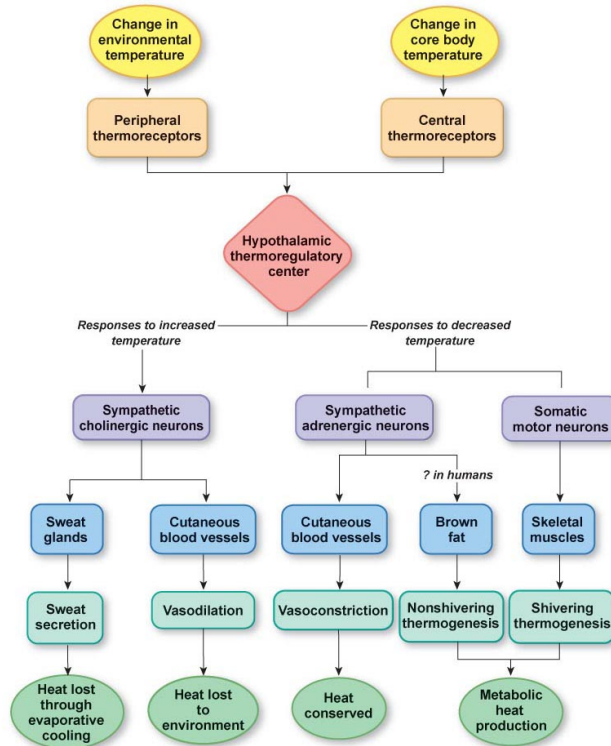 Change in
environmental
temperature
Change in
core body
temperature
Peripheral
thermoreceptors
Central
thermoreceptors
Hypothalamic
thermoregulatory
center
Responses to increased
temperature
Responses to decreased
temperature
Sympathetic
cholinergic neurons
Sympathetic
adrenergic neurons
Somatic
motor neurons
? in humans
Sweat
glands
Cutaneous
blood vessels
Cutaneous
blood vessels
Brown
fat
Skeletal
muscles
Sweat
secretion
Vasodilation
Vasoconstriction
Nonshivering
thermogenesis
Shivering
thermogenesis
Heat lost
through
evaporative
cooling
Heat lost
to
environment
Heat
conserved
Metabolic
heat
production